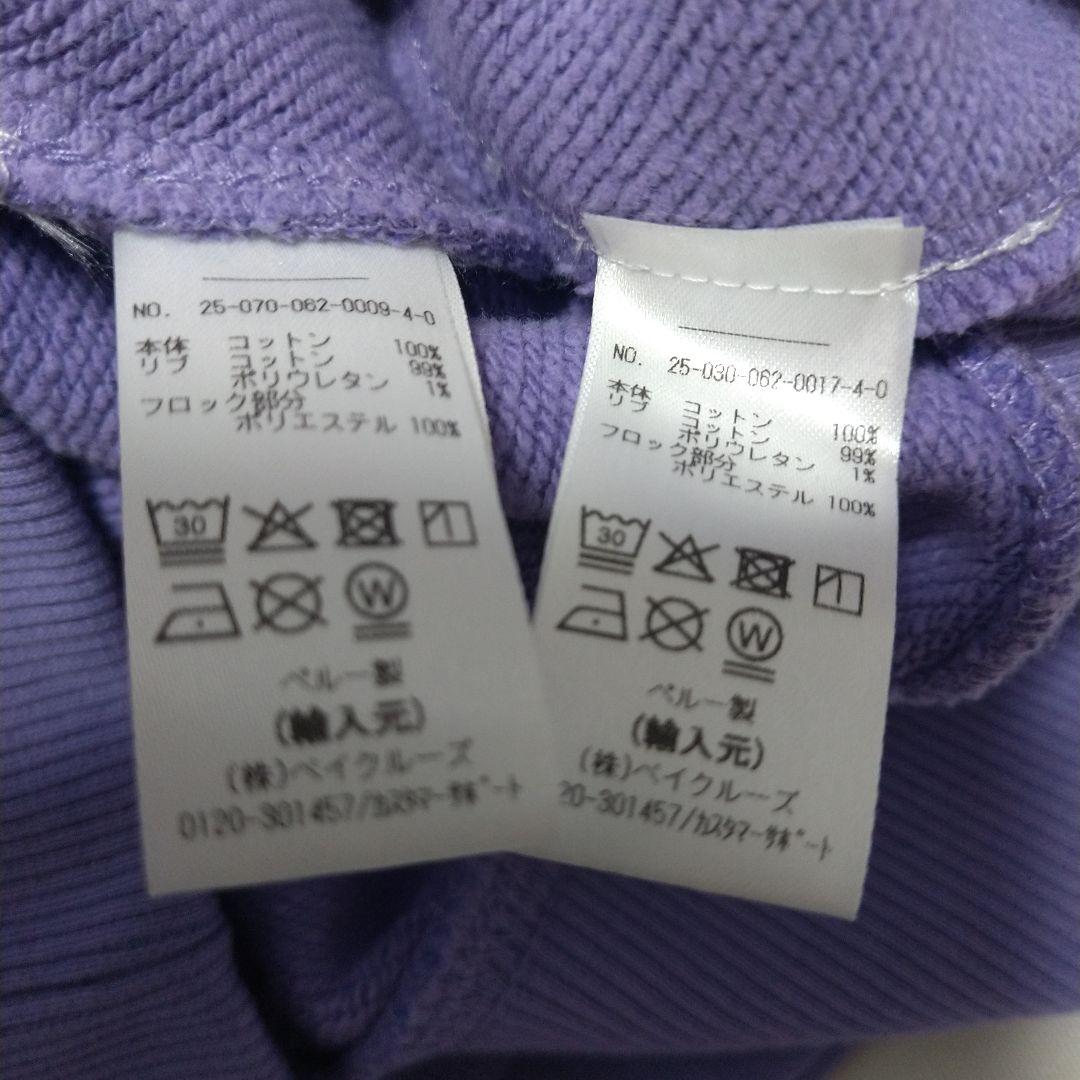 NO. 25-070-062-0009-4-0
本体 コットン 100%
リブ コットン 99%
ポリウレタン 1%
フロック部分
ポリエステル 100%
30
W
ペルー製
(輸入元)
(株)ベイクルーズ
0120-301457/ｶｽﾀﾏｰｻﾎﾟｰﾄ
NO. 25-030-062-0017-4-0
本体 コットン 100%
リブ コットン 99%
ポリウレタン 1%
フロック部分
ポリエステル 100%
30
W
ペルー製
(輸入元)
(株)ベイクルーズ
20-301457/ｶｽﾀﾏｰｻﾎﾟｰﾄ